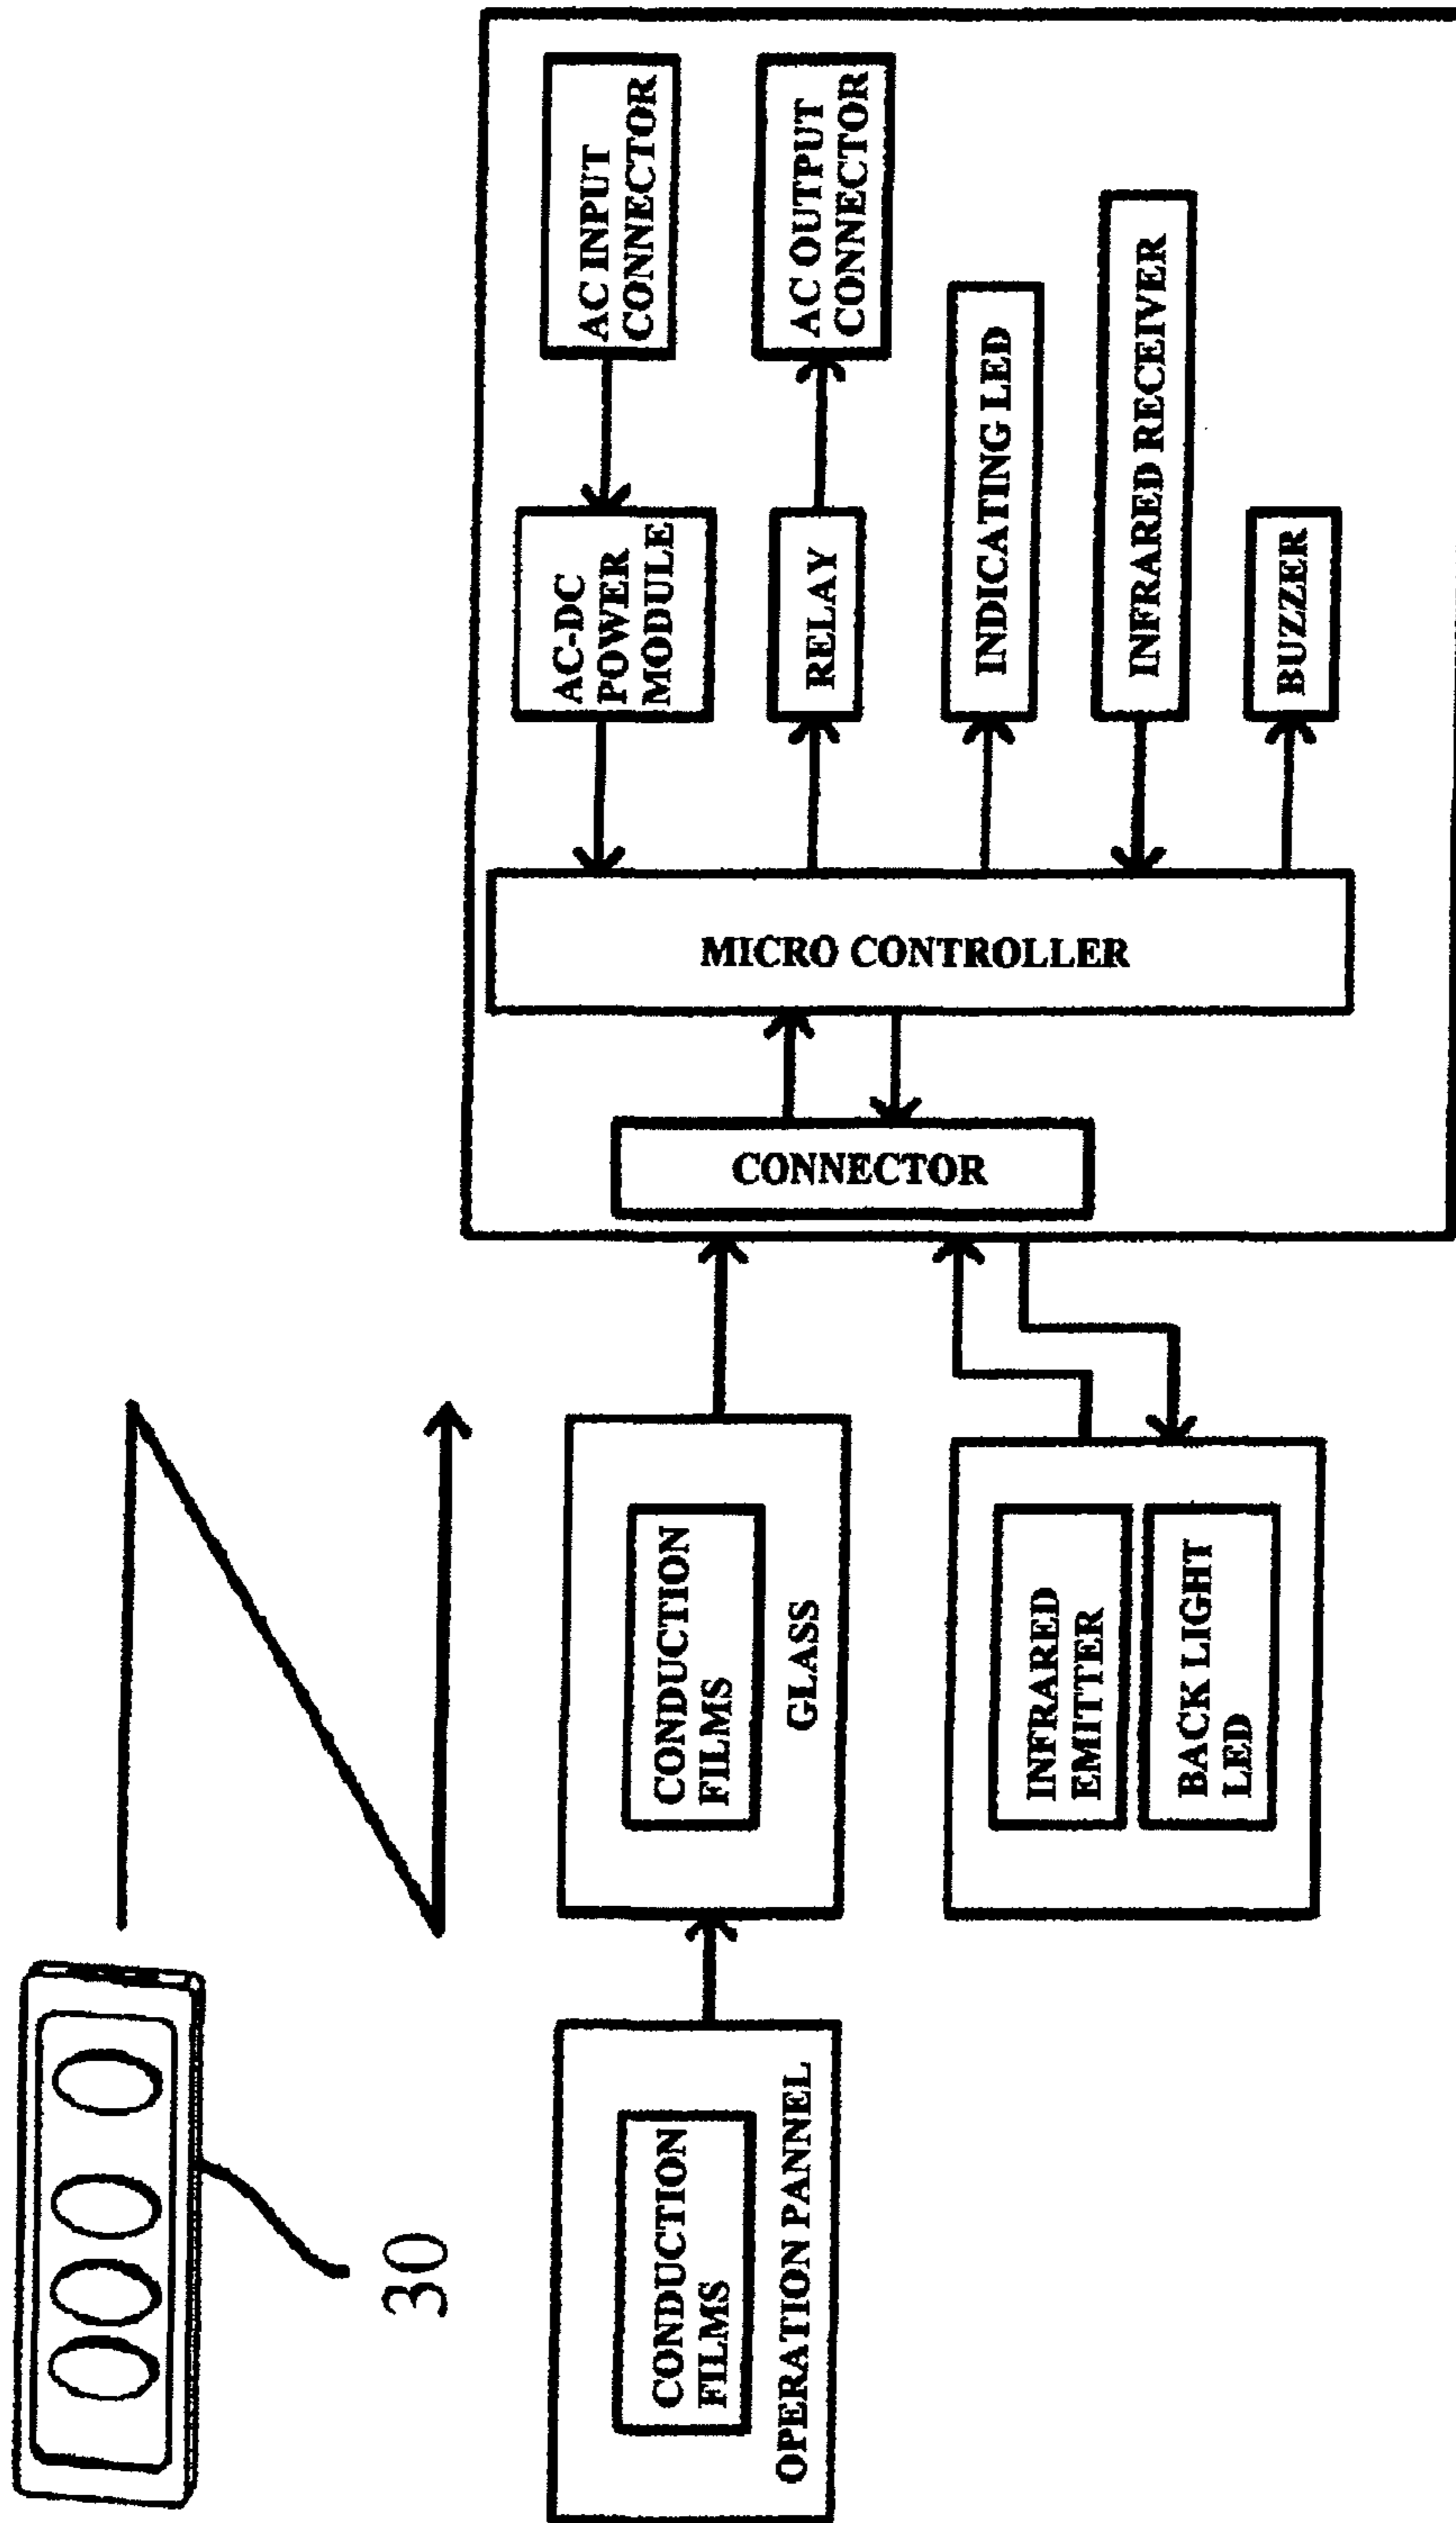 30
OPERATION PANNEL
CONDUCTION
FILMS
CONDUCTION
FILMS
GLASS
INFRARED
EMITTER
BACK LIGHT
LED
CONNECTOR
MICRO CONTROLLER
AC-DC
POWER
MODULE
AC INPUT
CONNECTOR
RELAY
AC OUTPUT
CONNECTOR
INDICATING LED
INFRARED RECEIVER
BUZZER